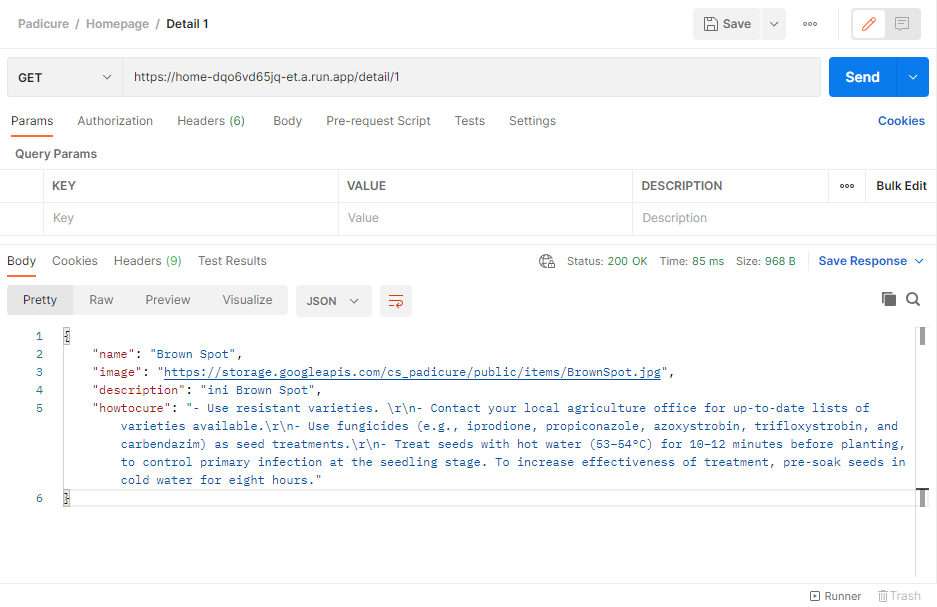 Padicure / Homepage / Detail 1
Save
GET
https://home-dqo6vd65jq-et.a.run.app/detail/1
Send
Params Authorization Headers (6) Body Pre-request Script Tests Settings Cookies
Query Params
KEY VALUE DESCRIPTION Bulk Edit
Key Value Description
Body Cookies Headers (9) Test Results Status: 200 OK Time: 85 ms Size: 968 B Save Response
Pretty Raw Preview Visualize JSON
1 {
2 "name": "Brown Spot",
3 "image": "https://storage.googleapis.com/cs_padicure/public/items/BrownSpot.jpg",
4 "description": "ini Brown Spot",
5 "howtocure": "- Use resistant varieties. \r\n- Contact your local agriculture office for up-to-date lists of
varieties available.\r\n- Use fungicides (e.g., iprodione, propiconazole, azoxystrobin, trifloxystrobin, and
carbendazim) as seed treatments.\r\n- Treat seeds with hot water (53−54°C) for 10−12 minutes before planting,
to control primary infection at the seedling stage. To increase effectiveness of treatment, pre-soak seeds in
cold water for eight hours."
6 }
Runner Trash